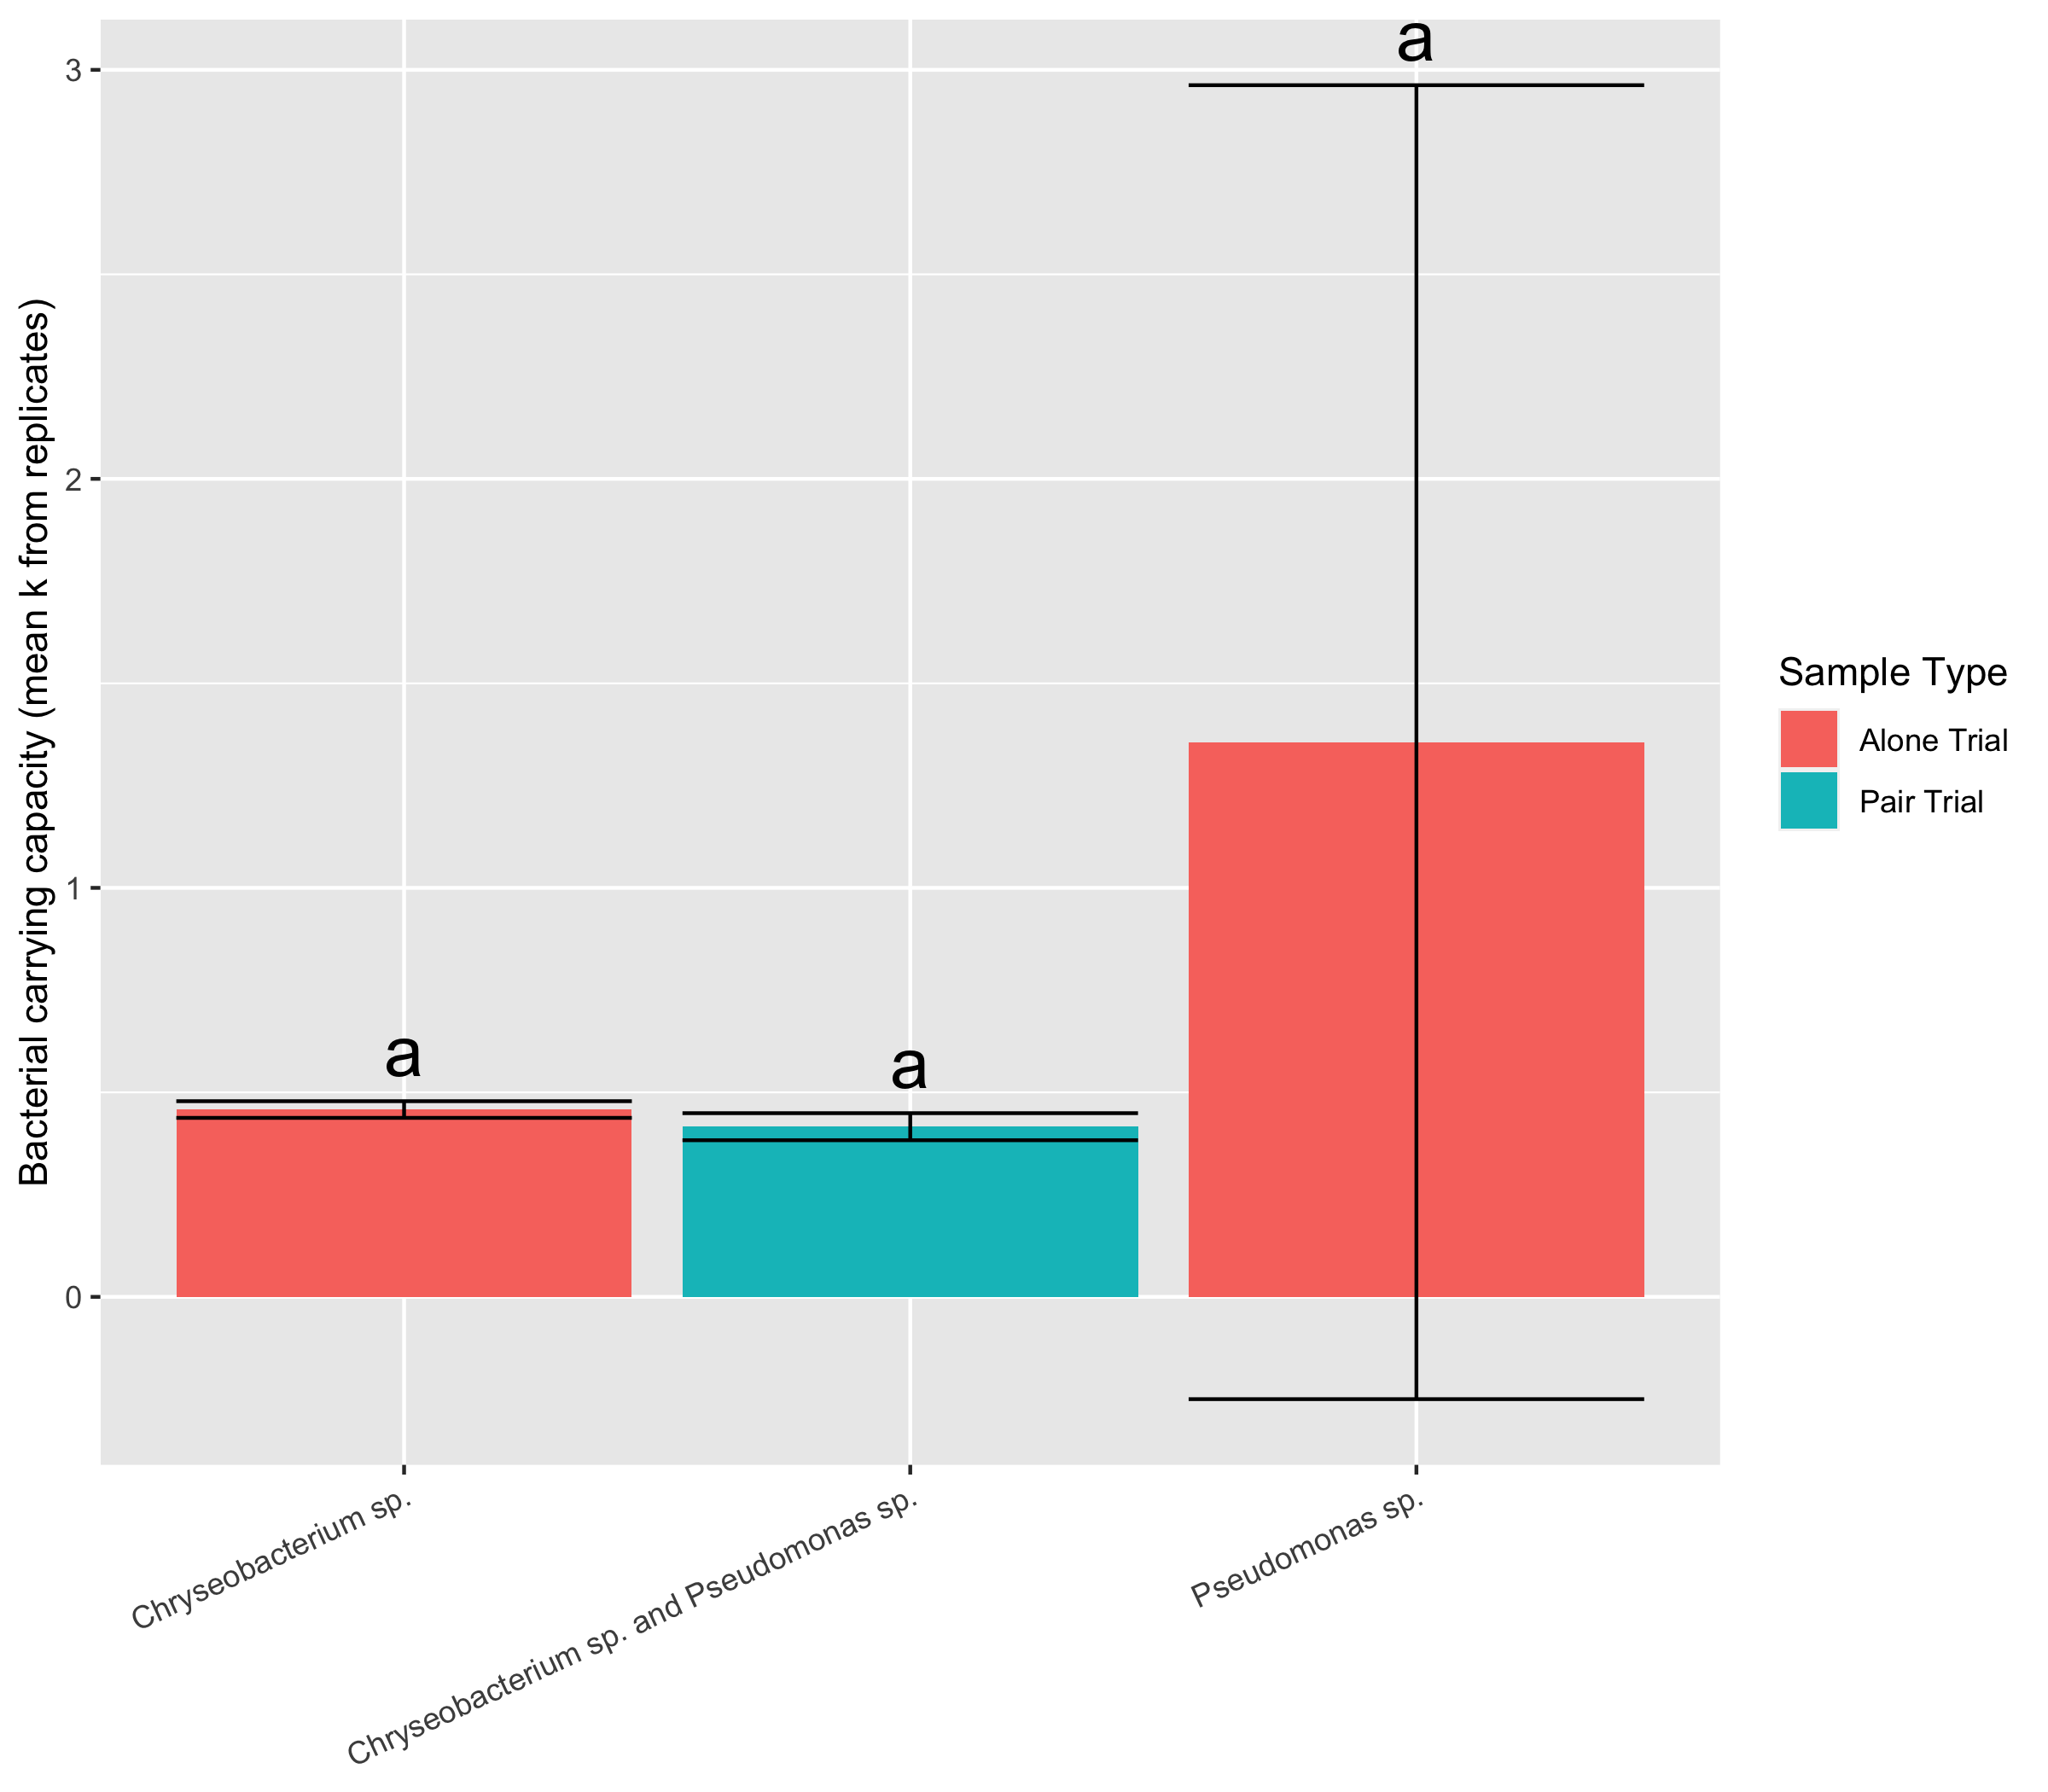 a
3
2
1
0
a
a
Bacterial carrying capacity (mean k from replicates)
Chryseobacterium sp.
Chryseobacterium sp. and Pseudomonas sp.
Pseudomonas sp.
Sample Type
Alone Trial
Pair Trial